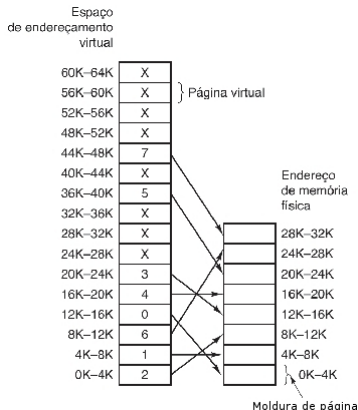 Espaço
de endereçamento
virtual
60K–64K X
56K–60K X Página virtual
52K–56K X
48K–52K X
44K–48K 7
40K–44K X
36K–40K 5
32K–36K X
28K–32K X
24K–28K X
20K–24K 3
16K–20K 4
12K–16K 0
8K–12K 6
4K–8K 1
0K–4K 2
Endereço
de memória
física
28K–32K
24K–28K
20K–24K
16K–20K
12K–16K
8K–12K
4K–8K
0K–4K
Moldura de página